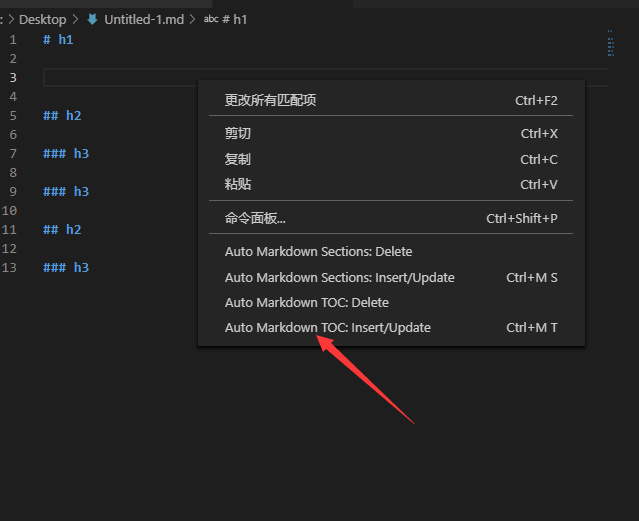 : > Desktop > Untitled-1.md > abc # h1
1 # h1
2
3
4
5 ## h2
6
7 ### h3
8
9 ### h3
10
11 ## h2
12
13 ### h3
更改所有匹配项 Ctrl+F2
剪切 Ctrl+X
复制 Ctrl+C
粘贴 Ctrl+V
命令面板... Ctrl+Shift+P
Auto Markdown Sections: Delete
Auto Markdown Sections: Insert/Update Ctrl+M S
Auto Markdown TOC: Delete
Auto Markdown TOC: Insert/Update Ctrl+M T